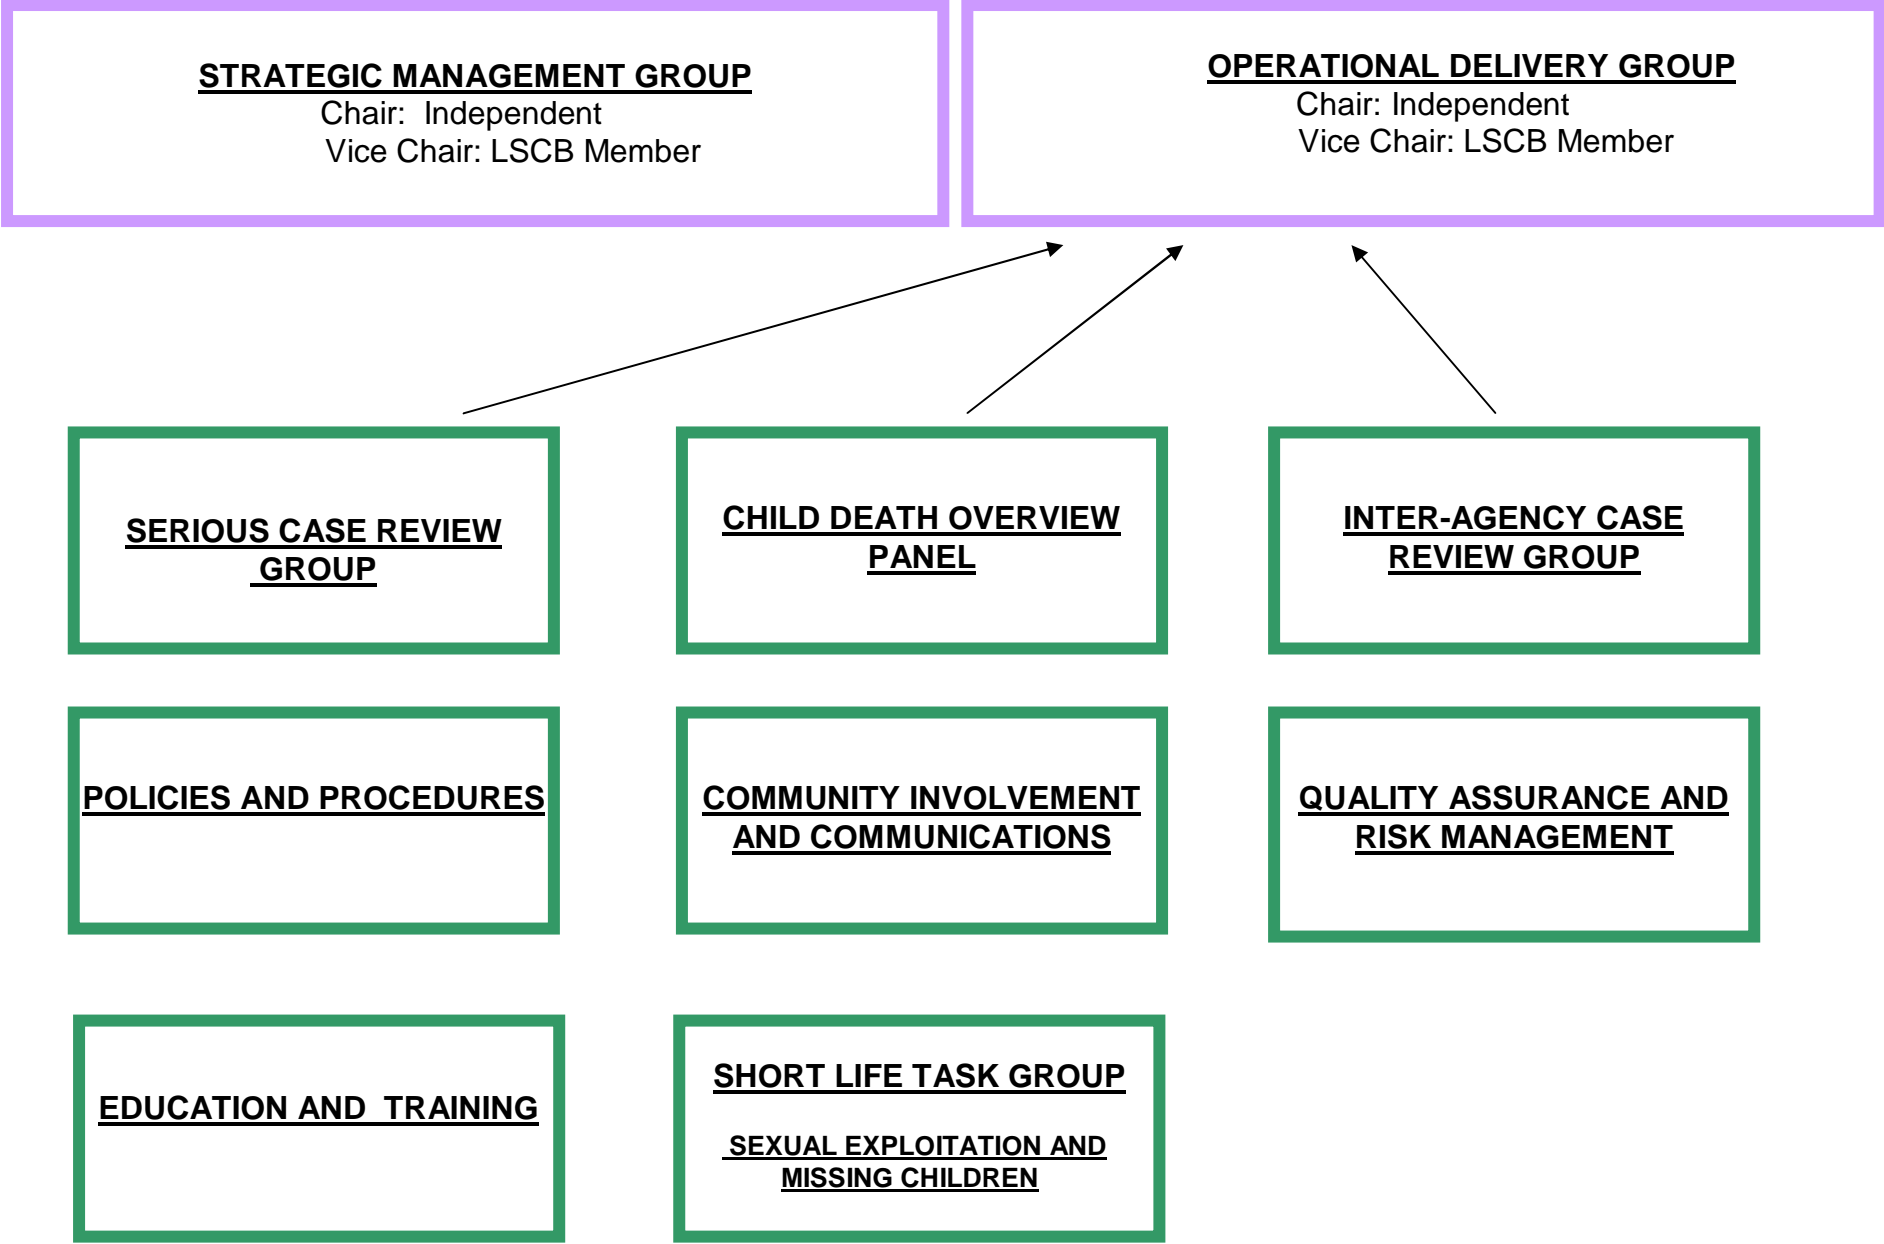 STRATEGIC MANAGEMENT GROUP
Chair:  Independent
Vice Chair: LSCB Member
OPERATIONAL DELIVERY GROUP
Chair: Independent
Vice Chair: LSCB Member
SERIOUS CASE REVIEW
GROUP
CHILD DEATH OVERVIEW
PANEL
INTER-AGENCY CASE
REVIEW GROUP
POLICIES AND PROCEDURES
COMMUNITY INVOLVEMENT
AND COMMUNICATIONS
QUALITY ASSURANCE AND
RISK MANAGEMENT
EDUCATION AND  TRAINING
SHORT LIFE TASK GROUP
SEXUAL EXPLOITATION AND
MISSING CHILDREN